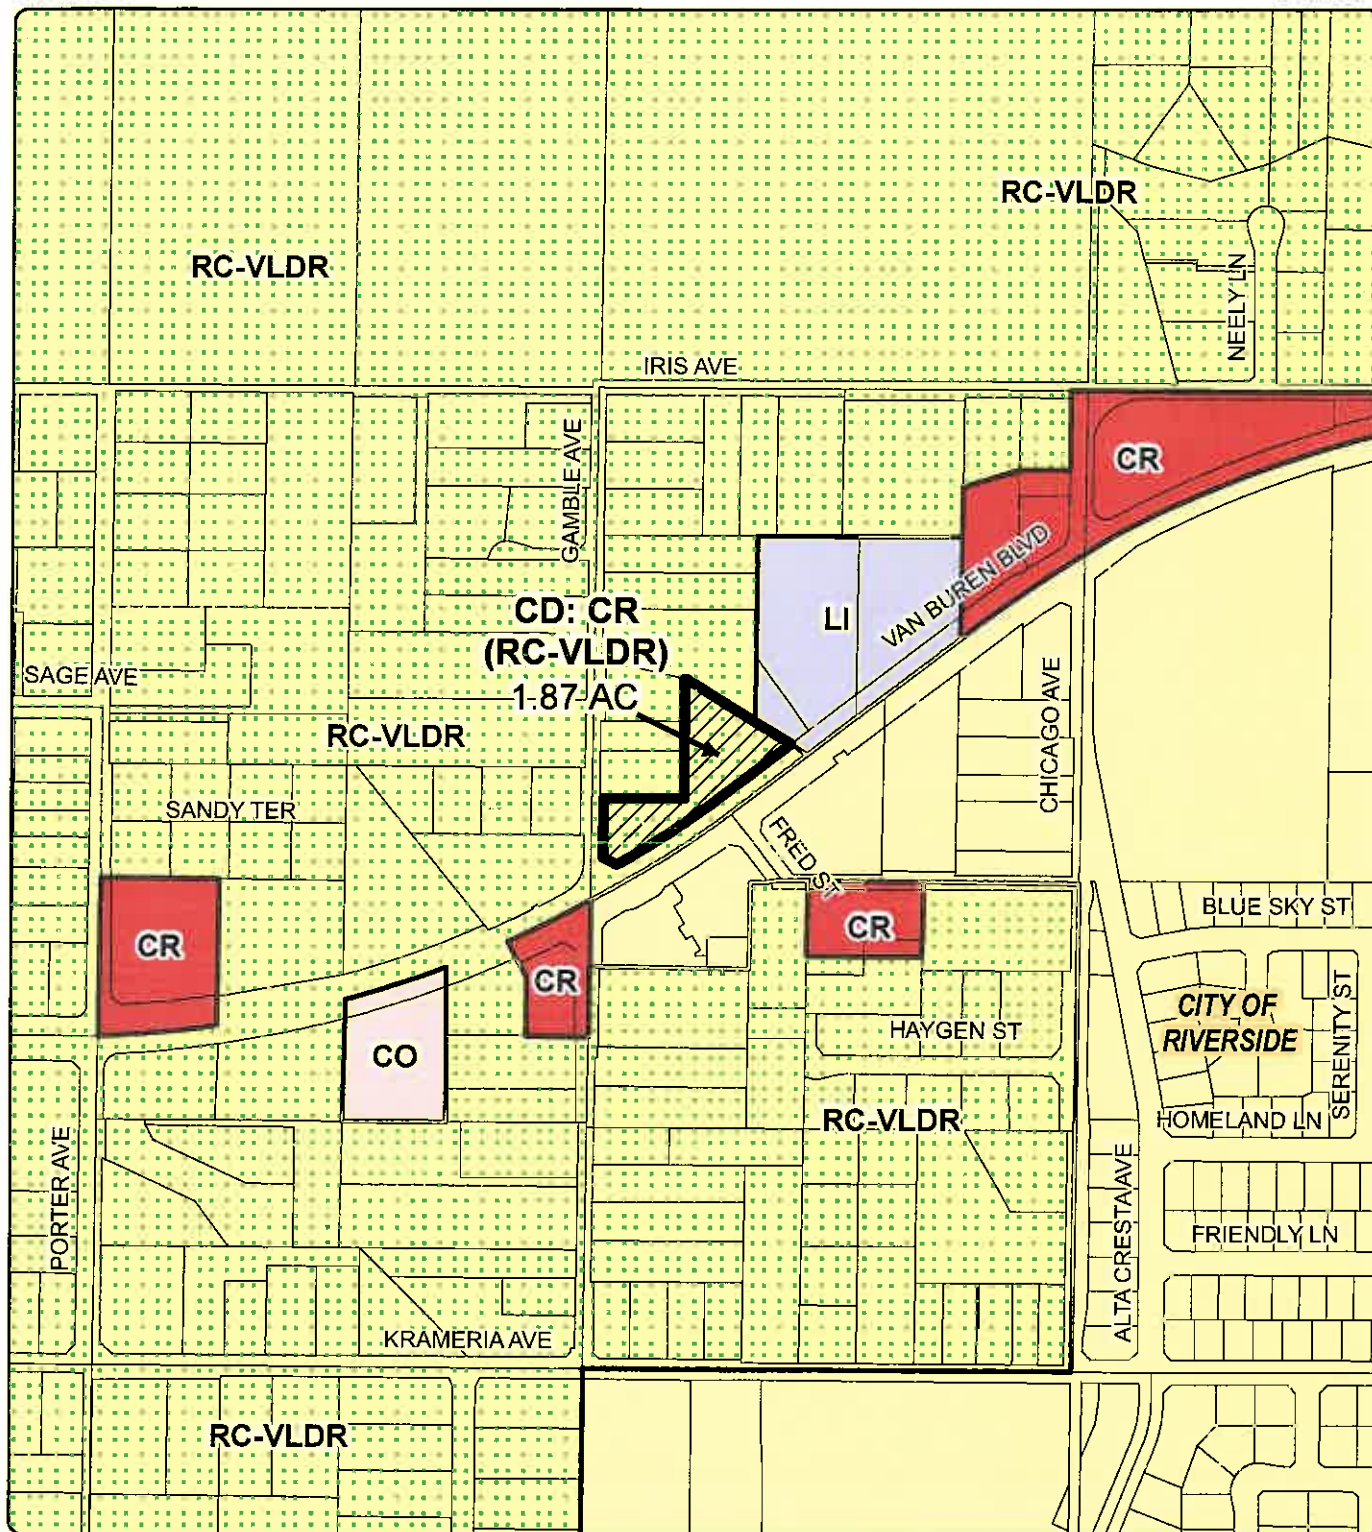 RC-VLDR
RC-VLDR
NEELY LN
IRIS AVE
GAMBLE AVE
CR
VAN BUREN BLVD
LI
CD: CR
(RC-VLDR)
1.87 AC
SAGE AVE
RC-VLDR
CHICAGO AVE
SANDY TER
FRED ST
BLUE SKY ST
CR
CR
CR
CITY OF
RIVERSIDE
SERENITY ST
HAYGEN ST
CO
RC-VLDR
HOMELAND LN
PORTER AVE
ALTA CRESTA AVE
FRIENDLY LN
KRAMERIA AVE
RC-VLDR